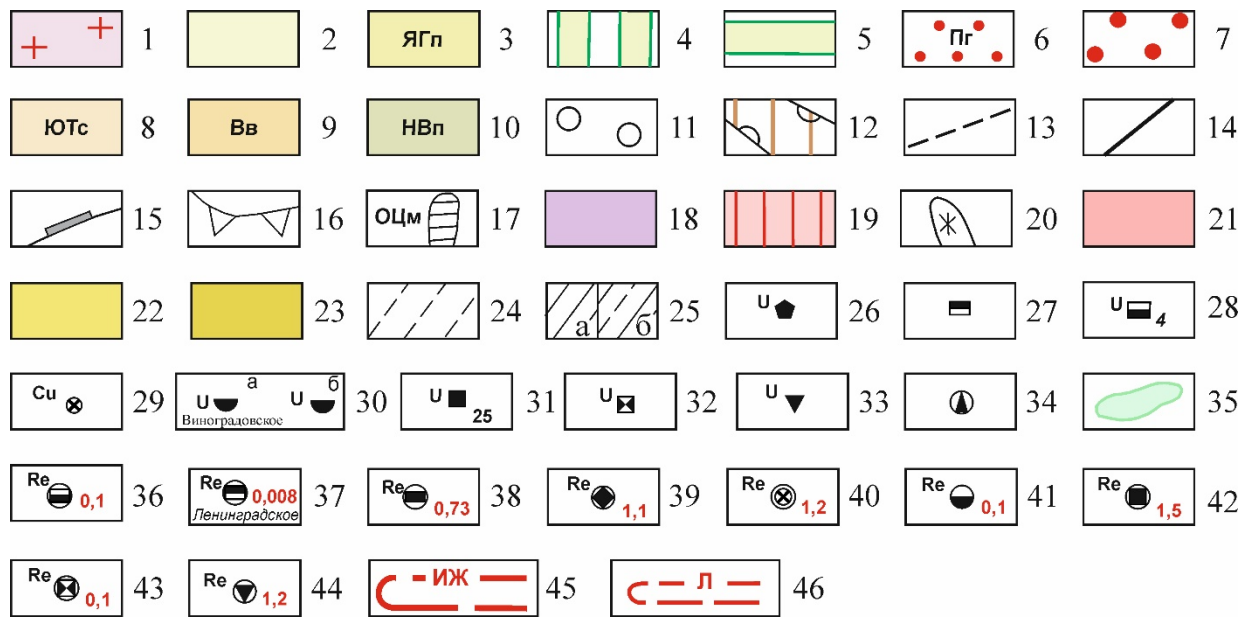 1 2 ЯГп 3 4 5 Пг 6 7
ЮТс 8 Вв 9 НВп 10 11 12 13 14
15 16 ОЦм 17 18 19 20 21
22 23 24 а б 25 U 26 27 U 4 28
Cu 29 U а U б Виноградовское 30 U 25 31 U 32 U 33 34 35
Re 0,1 36 Re 0,008 Ленинградское 37 Re 0,73 38 Re 1,1 39 Re 1,2 40 Re 0,1 41 Re 1,5 42
Re 0,1 43 Re 1,2 44 ИЖ 45 Л 46